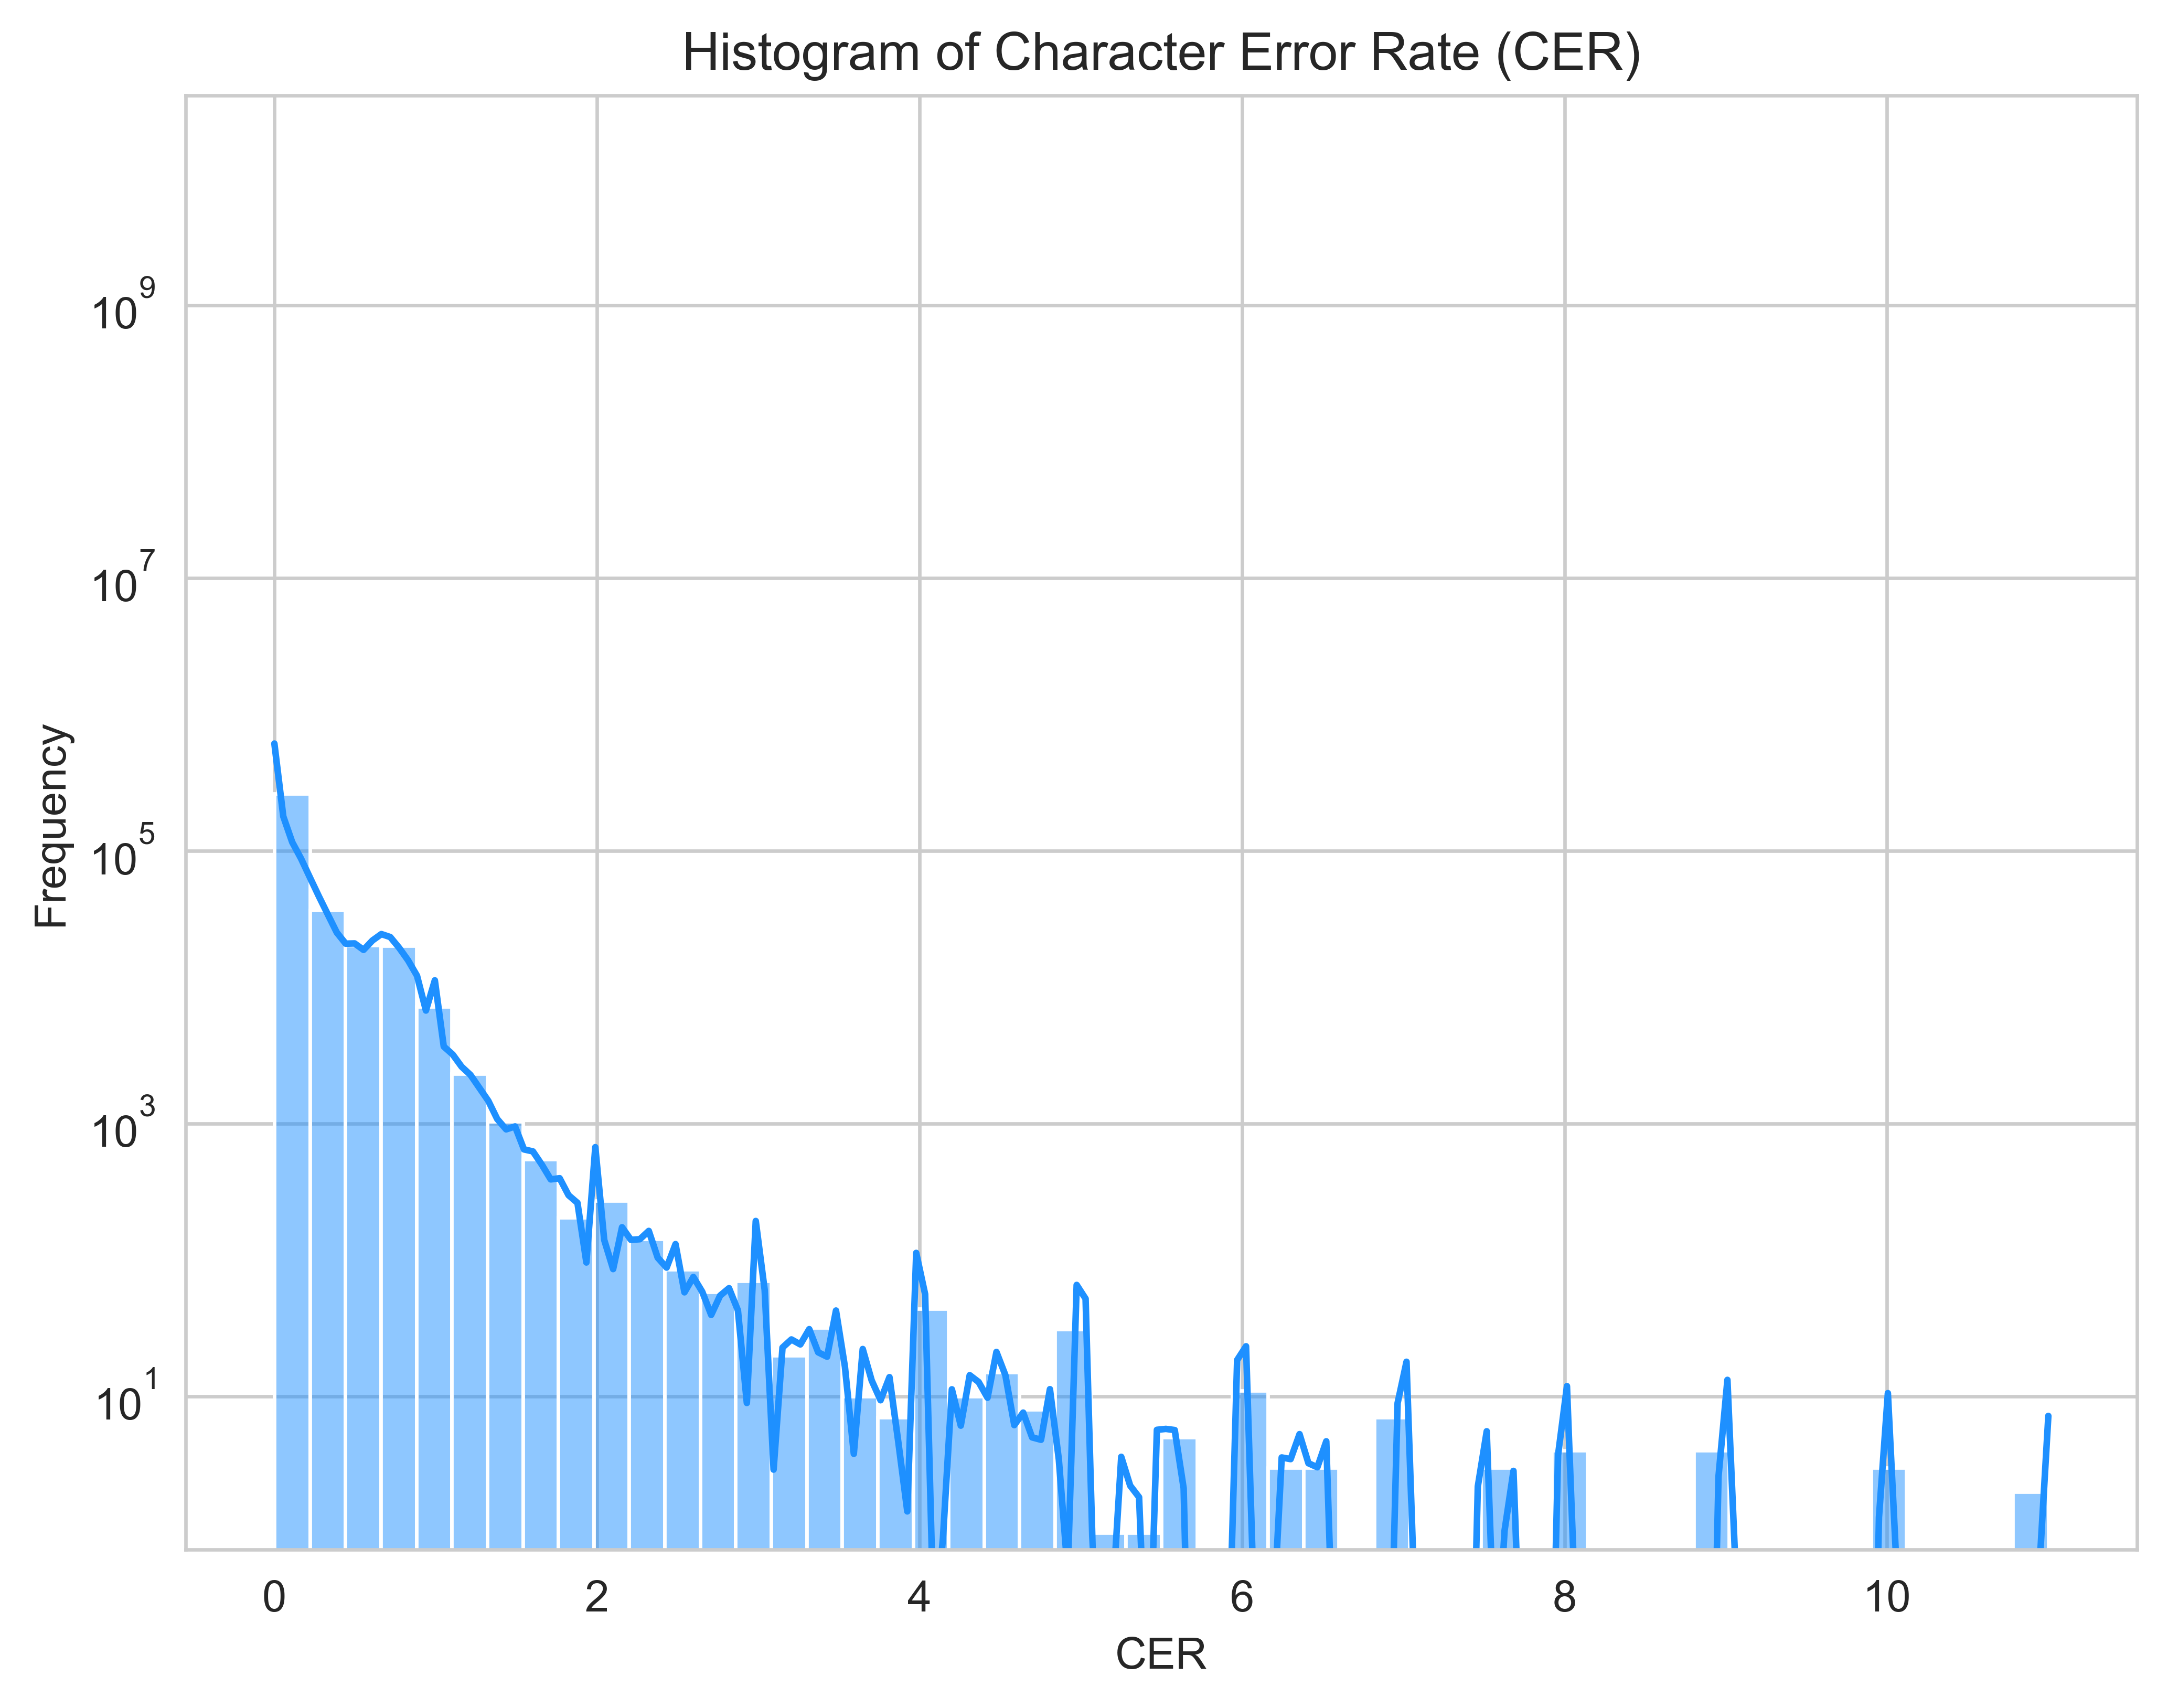 Histogram of Character Error Rate (CER)
Frequency
10^9
10^7
10^5
10^3
10^1
0 2 4 6 8 10
CER